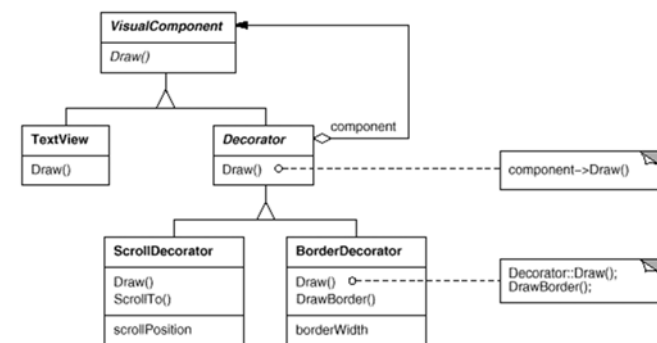 VisualComponent
Draw()
TextView
Draw()
Decorator
Draw()
component
component->Draw()
ScrollDecorator
Draw()
ScrollTo()
scrollPosition
BorderDecorator
Draw()
DrawBorder()
borderWidth
Decorator::Draw();
DrawBorder();